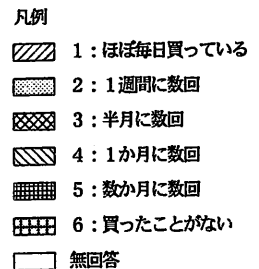 凡例
1：ほぼ毎日買っている
2：1週間に数回
3：半月に数回
4：1か月に数回
5：数か月に数回
6：買ったことがない
無回答